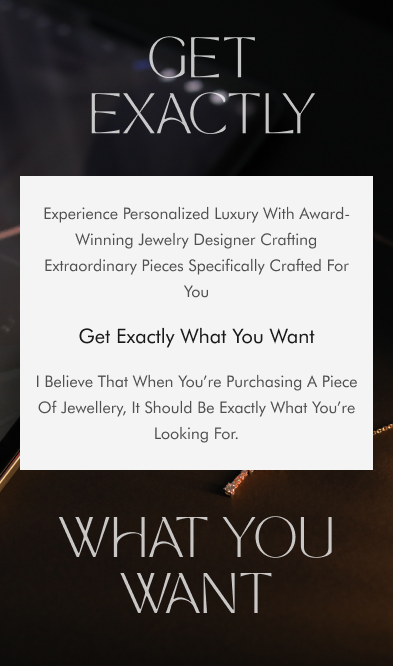 GET
EXACTLY
Experience Personalized Luxury With Award-
Winning Jewelry Designer Crafting
Extraordinary Pieces Specifically Crafted For
You
Get Exactly What You Want
I Believe That When You’re Purchasing A Piece
Of Jewellery, It Should Be Exactly What You’re
Looking For.
WHAT YOU
WANT